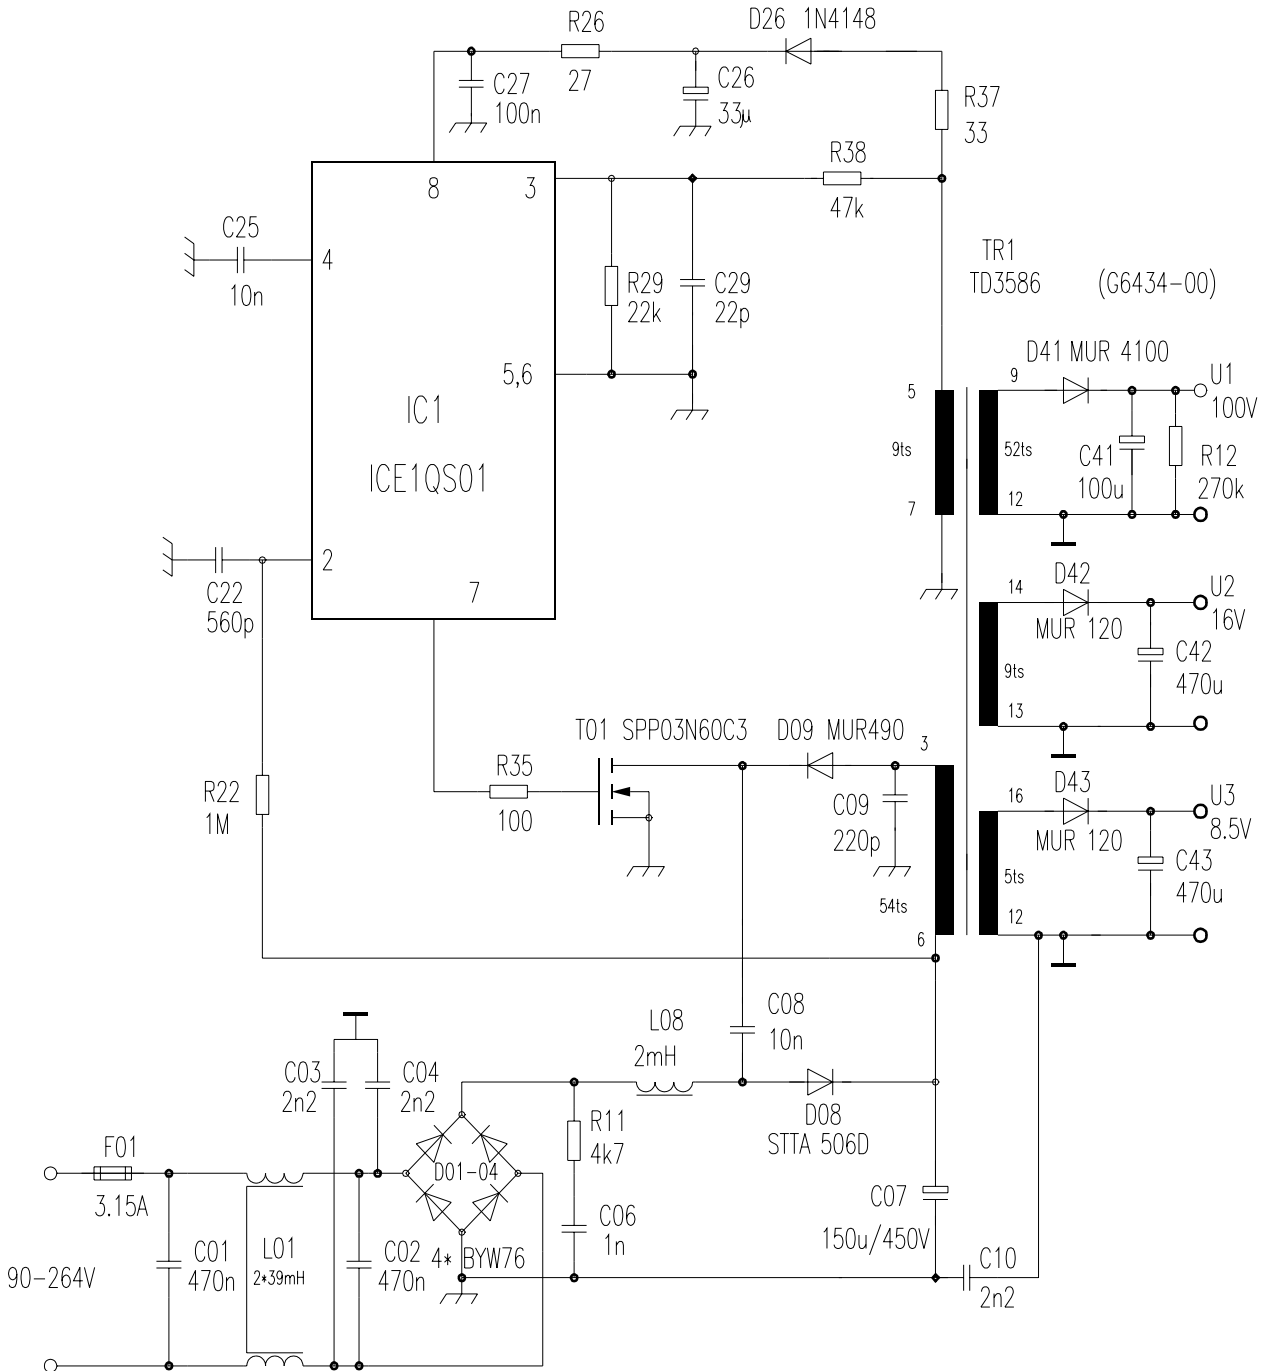 R26
27
D26 1N4148
C27
100n
C26
33µ
R37
33
8
3
R38
47k
C25
10n
4
R29
22k
C29
22p
TR1
TD3586 (G6434-00)
5,6
IC1
ICE1QS01
5
9ts
7
9
52ts
12
D41 MUR 4100
U1
100V
C41
100u
R12
270k
2
C22
560p
7
14
9ts
13
D42
MUR 120
U2
16V
C42
470u
R22
1M
R35
100
T01 SPP03N60C3
D09 MUR490
C09
220p
3
54ts
6
16
5ts
12
D43
MUR 120
U3
8.5V
C43
470u
C03
2n2
C04
2n2
L08
2mH
C08
10n
D08
STTA 506D
R11
4k7
F01
3.15A
D01-04
4* BYW76
C06
1n
C07
150u/450V
C10
2n2
90-264V
C01
470n
L01
2*39mH
C02
470n